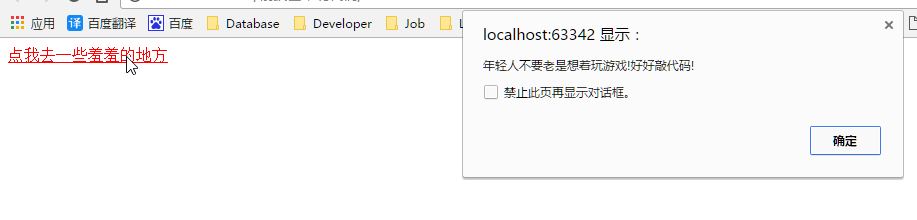 应用 译 百度翻译 百度 Database Developer Job L
点我去一些羞羞的地方
localhost:63342 显示：
年轻人不要老是想着玩游戏!好好敲代码!
禁止此页再显示对话框。
确定